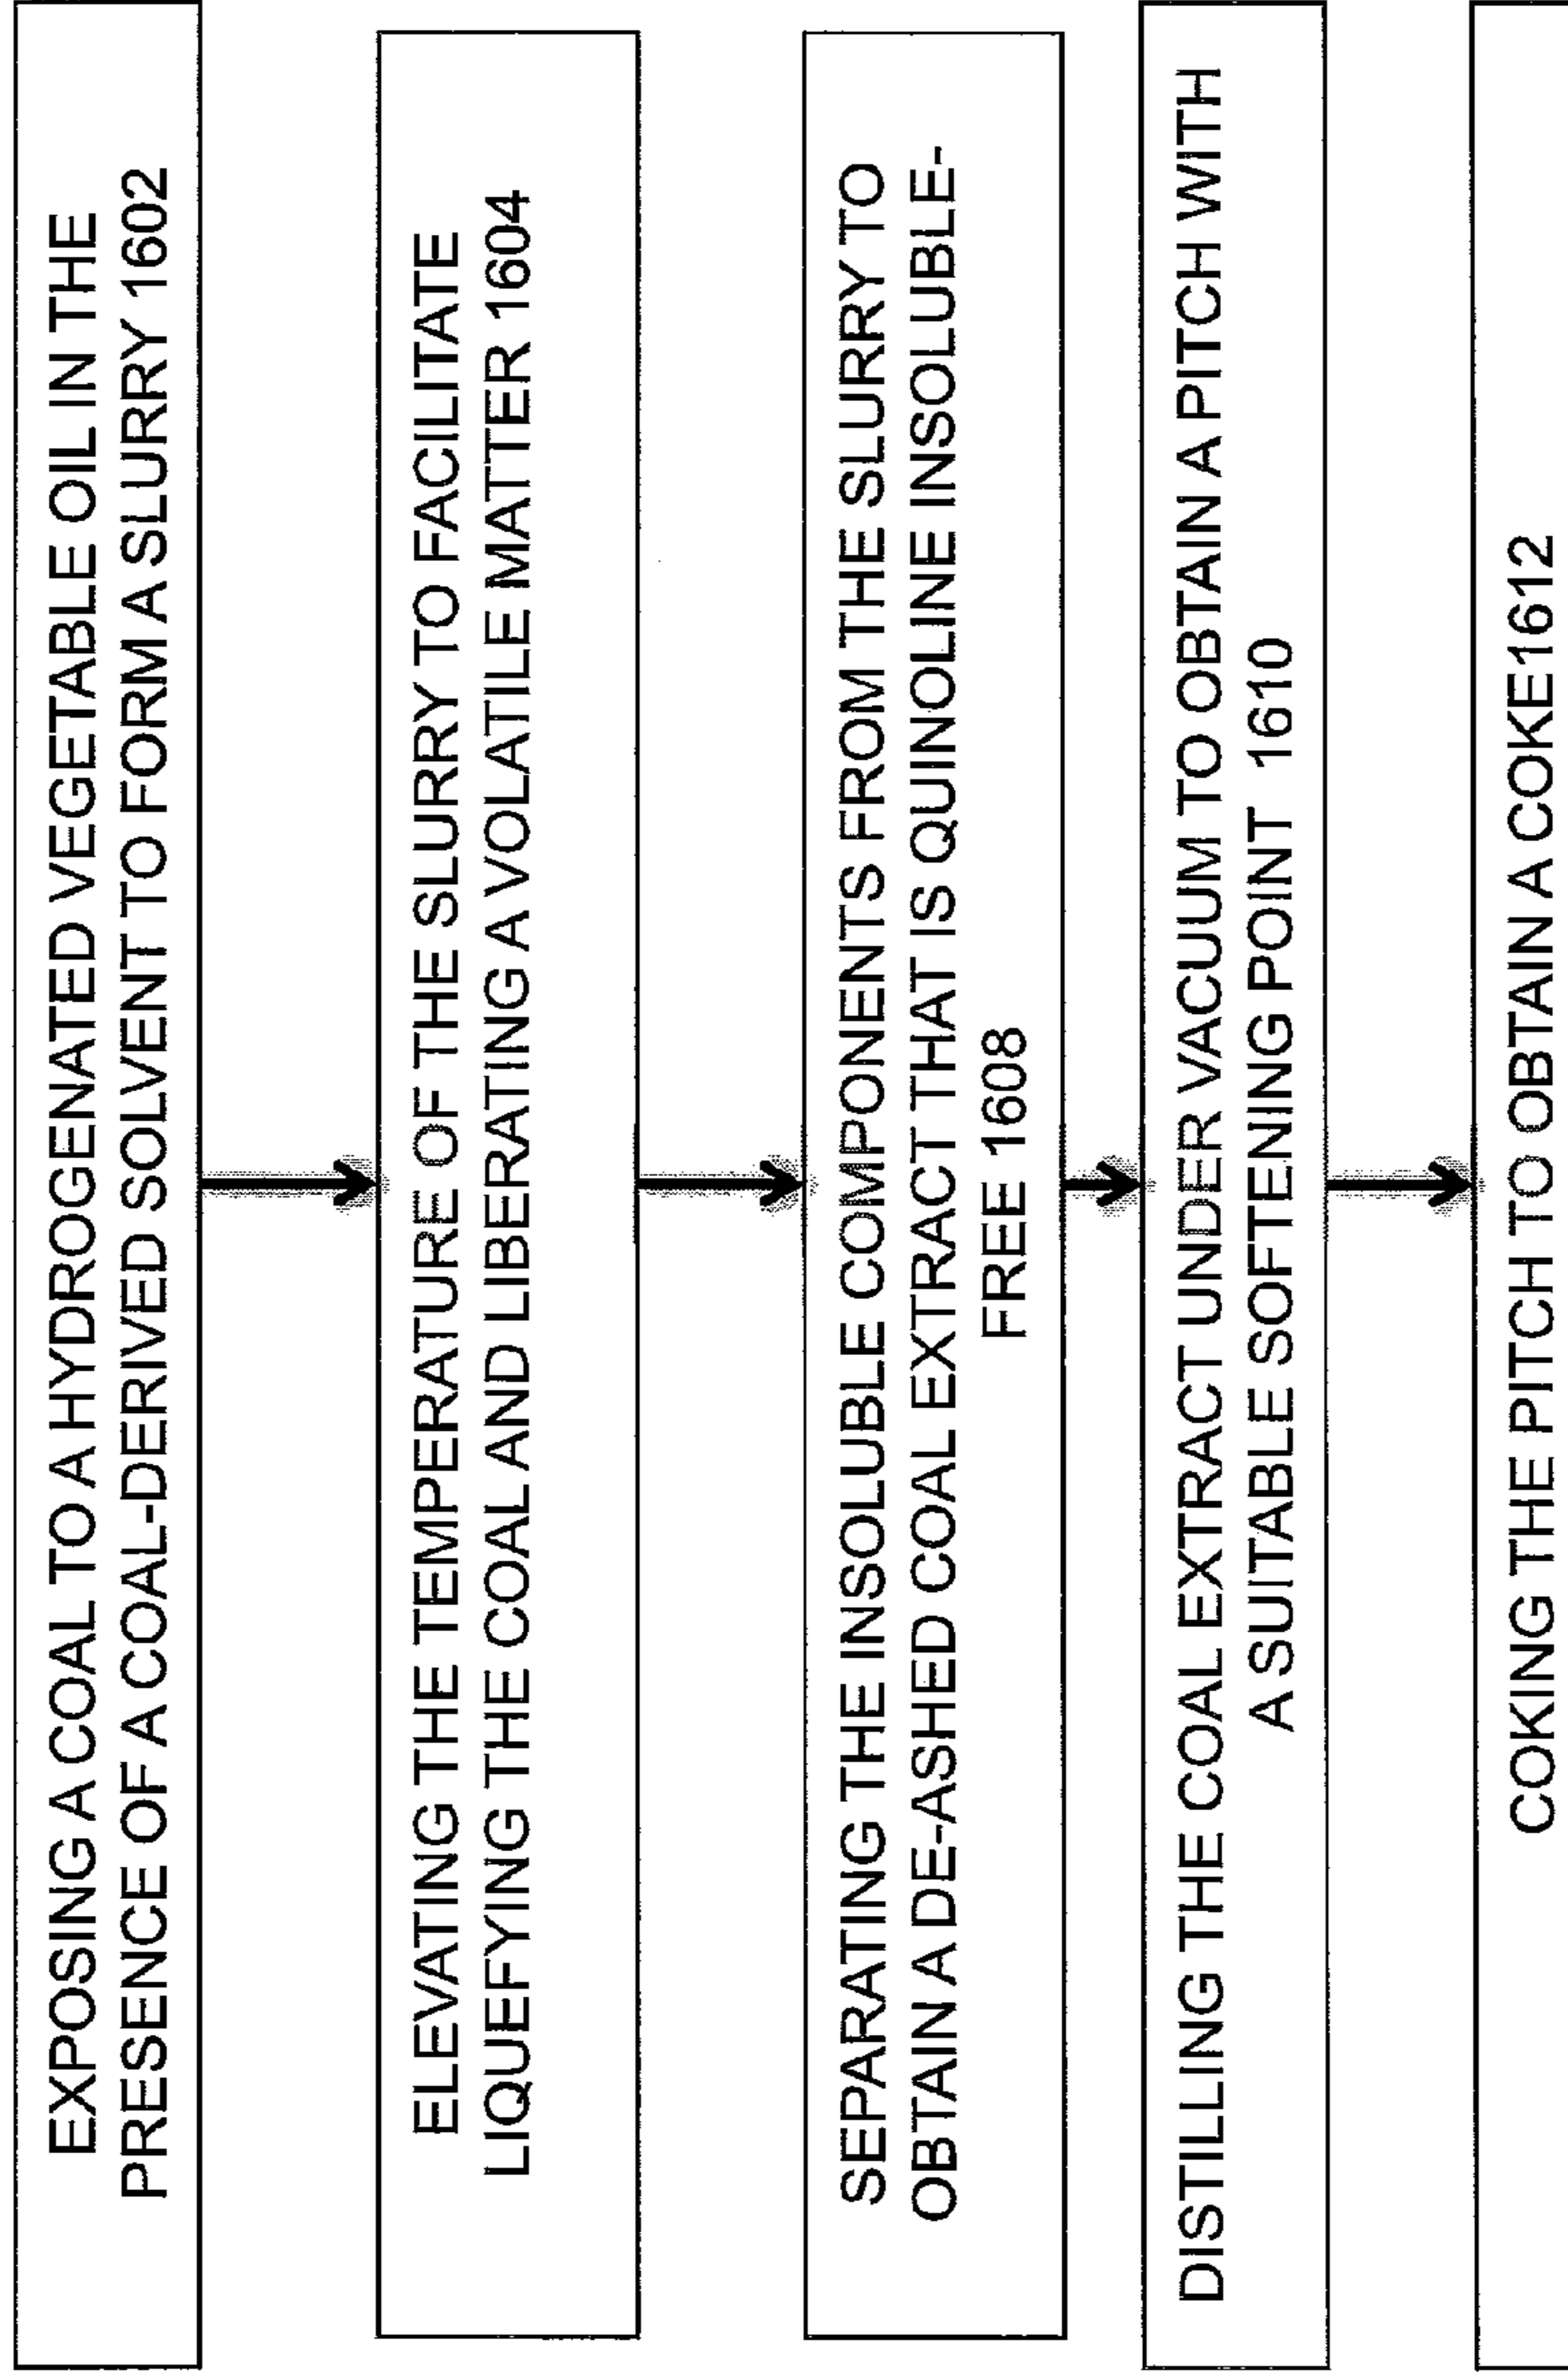 EXPOSING A COAL TO A HYDROGENATED VEGETABLE OIL IN THE
PRESENCE OF A COAL-DERIVED SOLVENT TO FORM A SLURRY 1602
ELEVATING THE TEMPERATURE OF THE SLURRY TO FACILITATE
LIQUEFYING THE COAL AND LIBERATING A VOLATILE MATTER 1604
SEPARATING THE INSOLUBLE COMPONENTS FROM THE SLURRY TO
OBTAIN A DE-ASHED COAL EXTRACT THAT IS QUINOLINE INSOLUBLE-
FREE 1608
DISTILLING THE COAL EXTRACT UNDER VACUUM TO OBTAIN A PITCH WITH
A SUITABLE SOFTENING POINT 1610
COKING THE PITCH TO OBTAIN A COKE1612